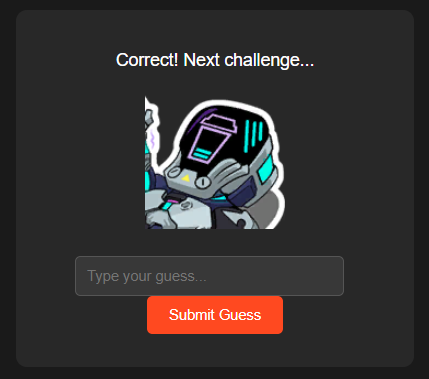 Correct! Next challenge...
Type your guess...
Submit Guess